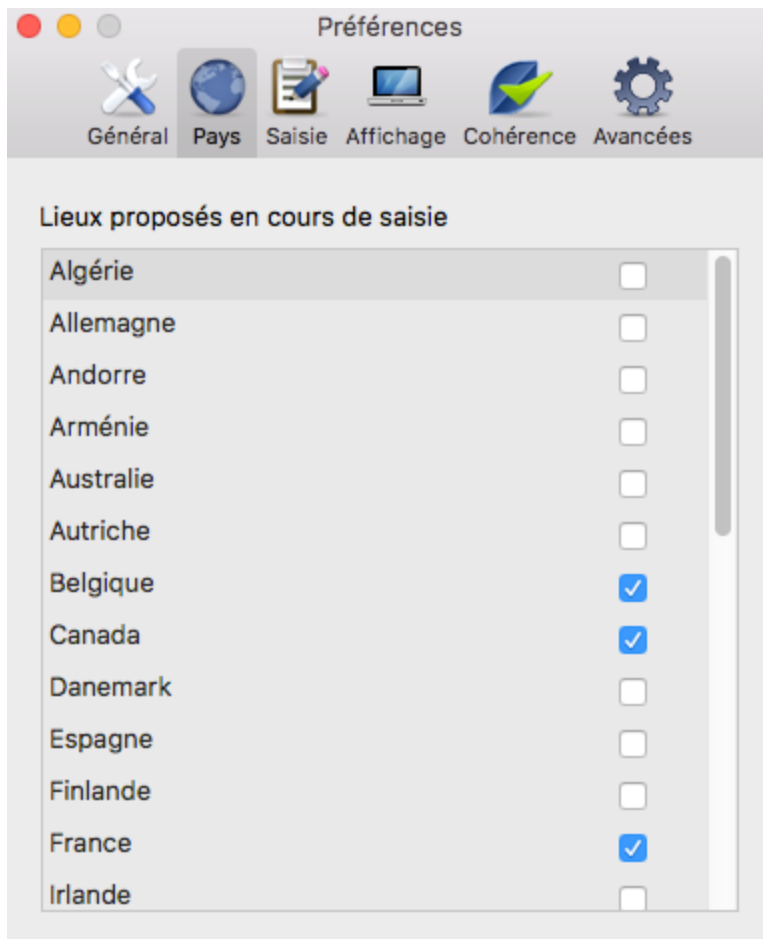 Préférences
Général Pays Saisie Affichage Cohérence Avancées
Lieux proposés en cours de saisie
Algérie
Allemagne
Andorre
Arménie
Australie
Autriche
Belgique
Canada
Danemark
Espagne
Finlande
France
Irlande